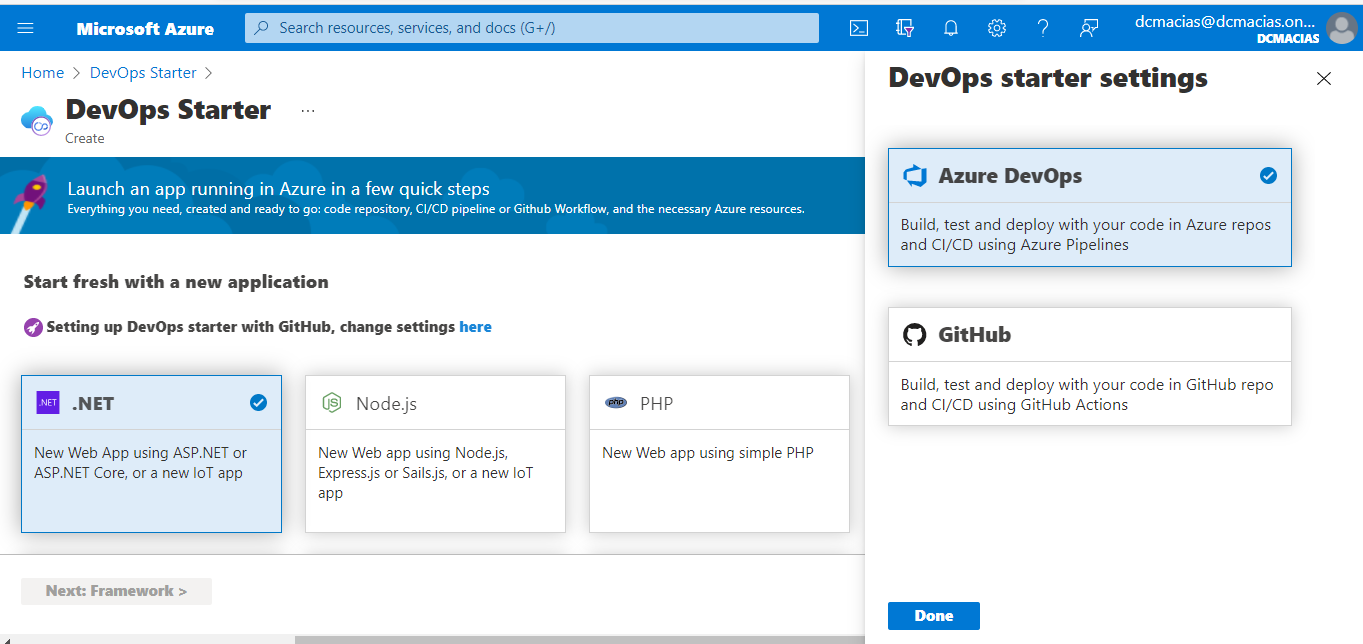 Microsoft Azure
Search resources, services, and docs (G+/)
dcmacias@dcmacias.on...
DCMACIAS
Home > DevOps Starter >
DevOps Starter ...
Create
Launch an app running in Azure in a few quick steps
Everything you need, created and ready to go: code repository, CI/CD pipeline or Github Workflow, and the necessary Azure resources.
Start fresh with a new application
Setting up DevOps starter with GitHub, change settings here
.NET .NET
New Web App using ASP.NET or
ASP.NET Core, or a new IoT app
JS Node.js
New Web app using Node.js,
Express.js or Sails.js, or a new IoT
app
php PHP
New Web app using simple PHP
Next: Framework >
DevOps starter settings
Azure DevOps
Build, test and deploy with your code in Azure repos
and CI/CD using Azure Pipelines
GitHub
Build, test and deploy with your code in GitHub repo
and CI/CD using GitHub Actions
Done